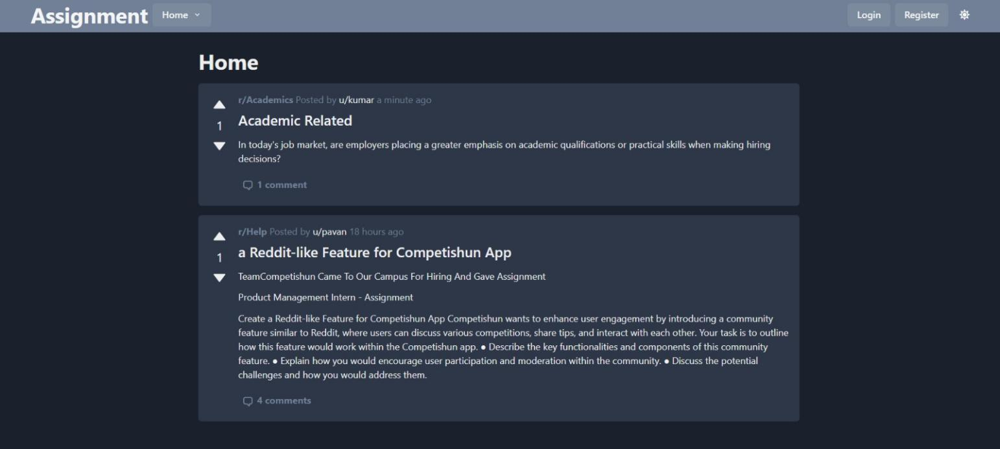 Assignment Home
Login Register
Home
r/Academics Posted by u/kumar a minute ago
1
Academic Related
In today's job market, are employers placing a greater emphasis on academic qualifications or practical skills when making hiring
decisions?
1 comment
r/Help Posted by u/pavan 18 hours ago
1
a Reddit-like Feature for Competishun App
TeamCompetishun Came To Our Campus For Hiring And Gave Assignment
Product Management Intern - Assignment
Create a Reddit-like Feature for Competishun App Competishun wants to enhance user engagement by introducing a community
feature similar to Reddit, where users can discuss various competitions, share tips, and interact with each other. Your task is to outline
how this feature would work within the Competishun app. ● Describe the key functionalities and components of this community
feature. ● Explain how you would encourage user participation and moderation within the community. ● Discuss the potential
challenges and how you would address them.
4 comments